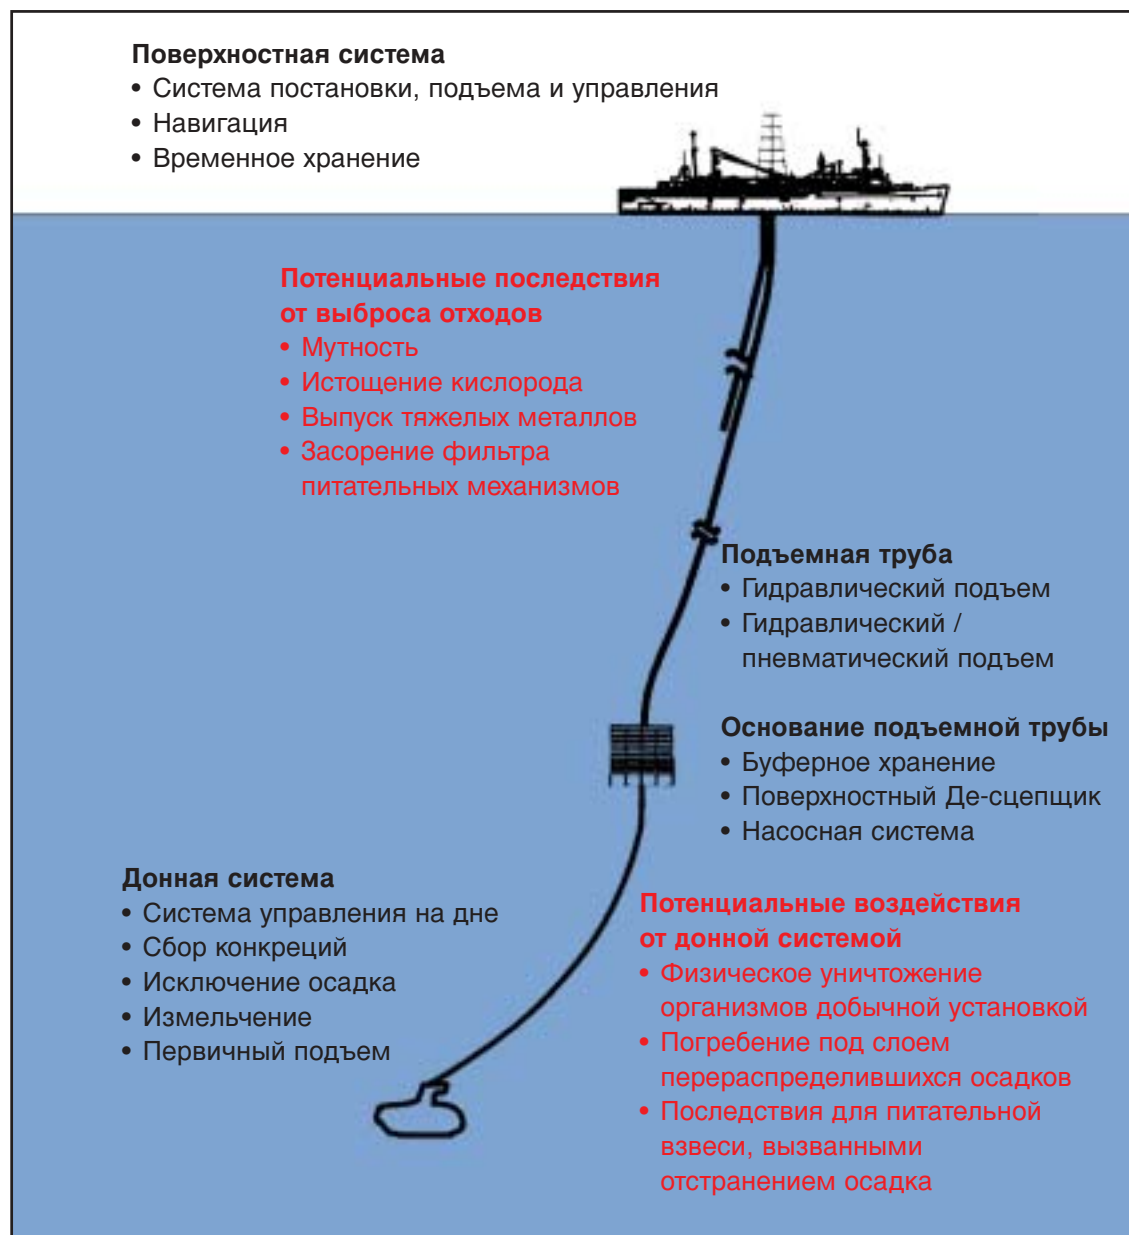 Поверхностная система
• Система постановки, подъема и управления
• Навигация
• Временное хранение
Потенциальные последствия
от выброса отходов
• Мутность
• Истощение кислорода
• Выпуск тяжелых металлов
• Засорение фильтра
питательных механизмов
Подъемная труба
• Гидравлический подъем
• Гидравлический /
пневматический подъем
Основание подъемной трубы
• Буферное хранение
• Поверхностный Де-сцепщик
• Насосная система
Донная система
• Система управления на дне
• Сбор конкреций
• Исключение осадка
• Измельчение
• Первичный подъем
Потенциальные воздействия
от донной системой
• Физическое уничтожение
организмов добычной установкой
• Погребение под слоем
перераспределившихся осадков
• Последствия для питательной
взвеси, вызванными
отстранением осадка